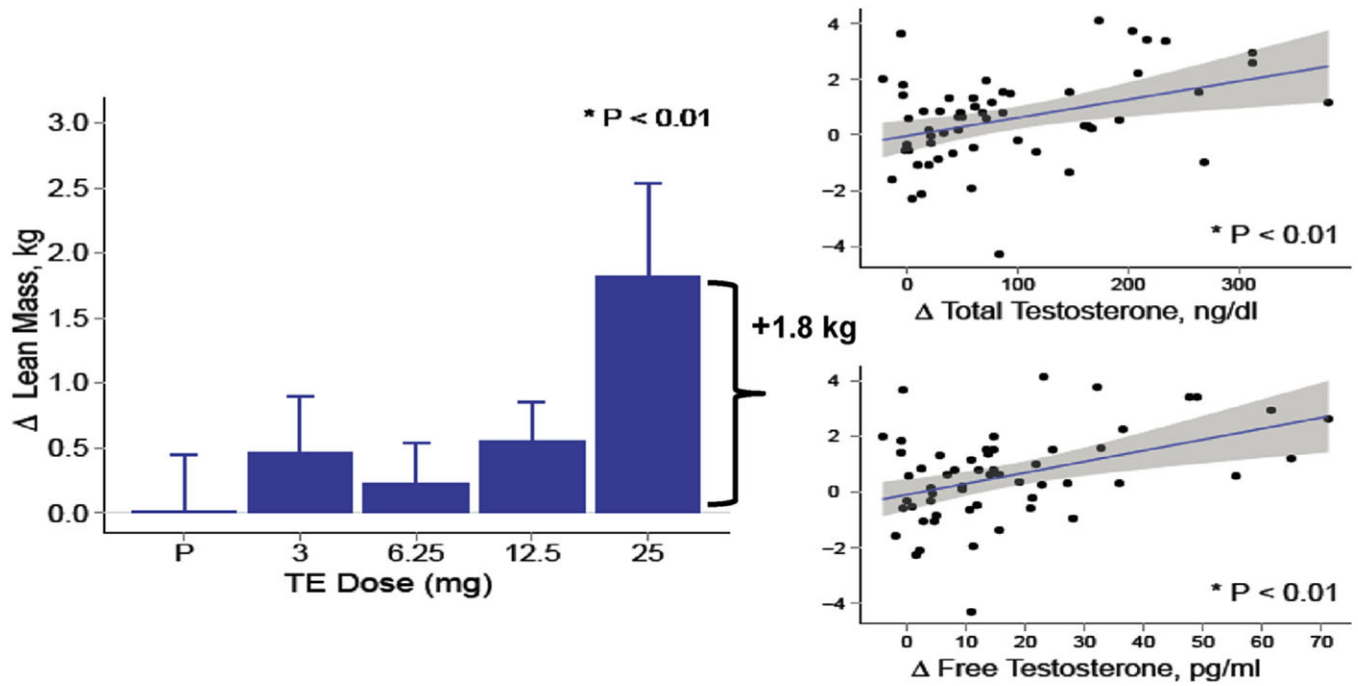 * P < 0.01
Δ Lean Mass, kg
3.0
2.5
2.0
1.5
1.0
0.5
0.0
+1.8 kg
P 3 6.25 12.5 25
TE Dose (mg)
4
2
0
−2
−4
* P < 0.01
0 100 200 300
Δ Total Testosterone, ng/dl
4
2
0
−2
−4
* P < 0.01
0 10 20 30 40 50 60 70
Δ Free Testosterone, pg/ml